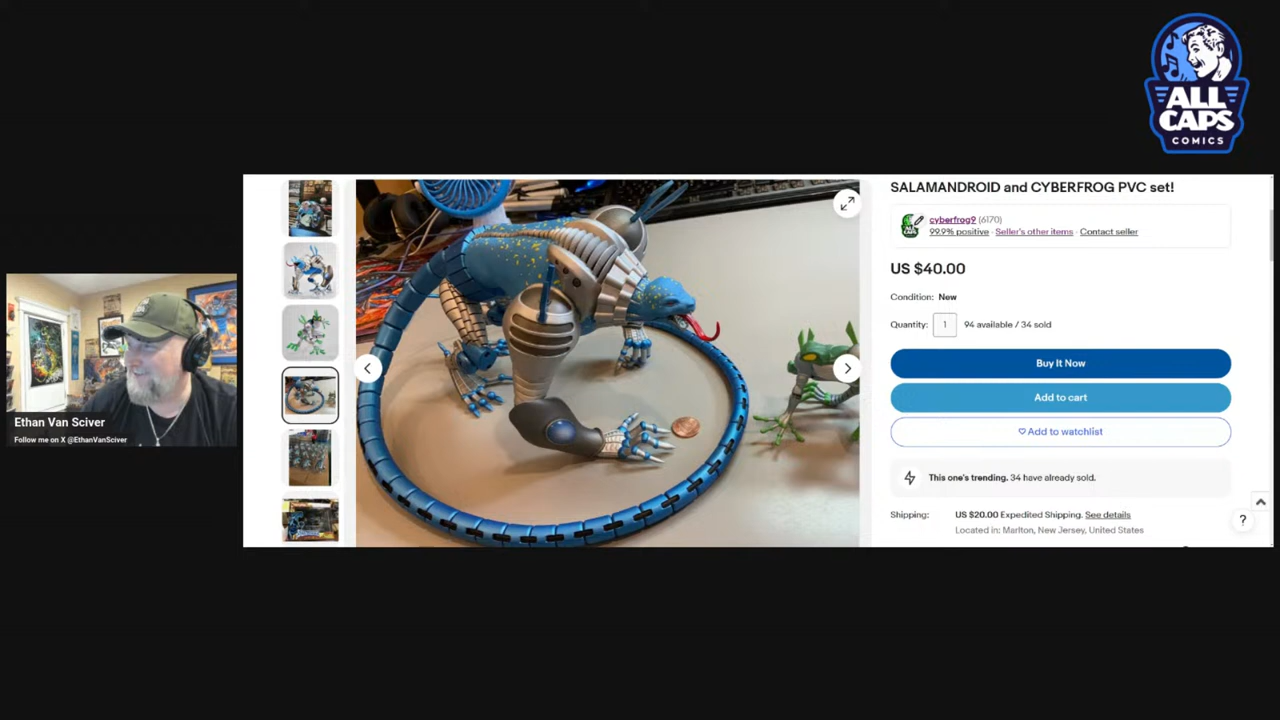 ALL
CAPS
COMICS
SALAMANDROID and CYBERFROG PVC set!
ALL
CAPS
cyberfrog9 (6170)
99.9% positive · Seller's other items · Contact seller
US $40.00
Condition: New
Quantity: 1 94 available / 34 sold
Buy It Now
Add to cart
Add to watchlist
This one's trending. 34 have already sold.
Shipping: US $20.00 Expedited Shipping. See details
Located in: Marlton, New Jersey, United States
?
Ethan Van Sciver
Follow me on X @EthanVanSciver